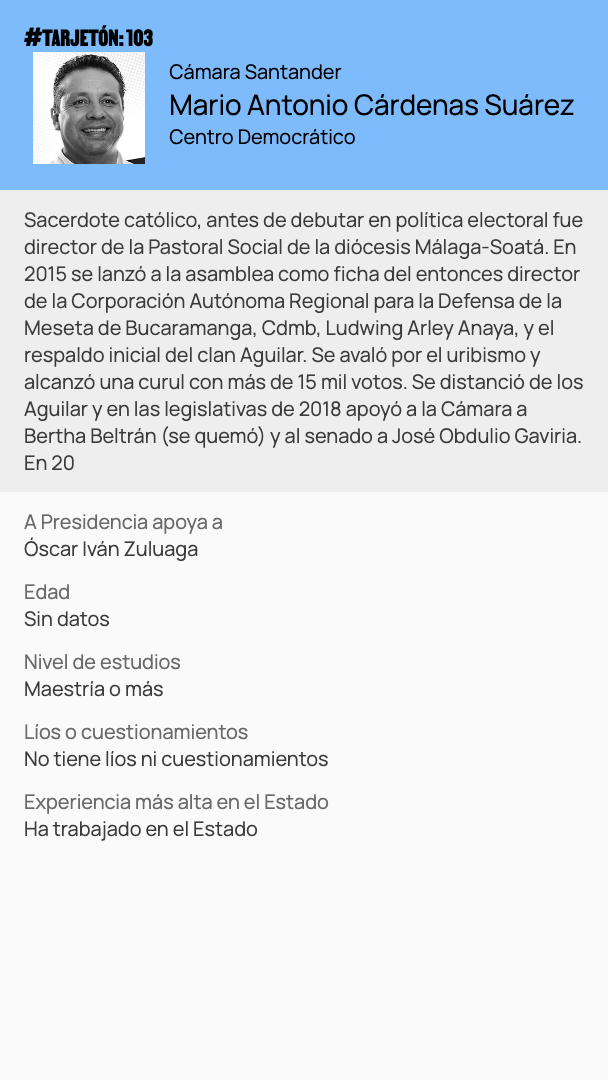 #TARJETÓN: 103
Cámara Santander
Mario Antonio Cárdenas Suárez
Centro Democrático
Sacerdote católico, antes de debutar en política electoral fue
director de la Pastoral Social de la diócesis Málaga-Soatá. En
2015 se lanzó a la asamblea como ficha del entonces director
de la Corporación Autónoma Regional para la Defensa de la
Meseta de Bucaramanga, Cdmb, Ludwing Arley Anaya, y el
respaldo inicial del clan Aguilar. Se avaló por el uribismo y
alcanzó una curul con más de 15 mil votos. Se distanció de los
Aguilar y en las legislativas de 2018 apoyó a la Cámara a
Bertha Beltrán (se quemó) y al senado a José Obdulio Gaviria.
En 20
A Presidencia apoya a
Óscar Iván Zuluaga
Edad
Sin datos
Nivel de estudios
Maestría o más
Líos o cuestionamientos
No tiene líos ni cuestionamientos
Experiencia más alta en el Estado
Ha trabajado en el Estado